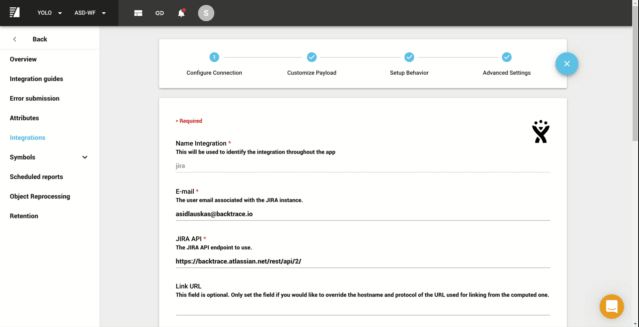 YOLO
ASD-WF
S
Back
Overview
Integration guides
Error submission
Attributes
Integrations
Symbols
Scheduled reports
Object Reprocessing
Retention
1
Configure Connection
Customize Payload
Setup Behavior
Advanced Settings
• Required
Name Integration *
This will be used to identify the integration throughout the app
jira
E-mail *
The user email associated with the JIRA instance.
asidlauskas@backtrace.io
JIRA API *
The JIRA API endpoint to use.
https://backtrace.atlassian.net/rest/api/2/
Link URL
This field is optional. Only set the field if you would like to override the hostname and protocol of the URL used for linking from the computed one.